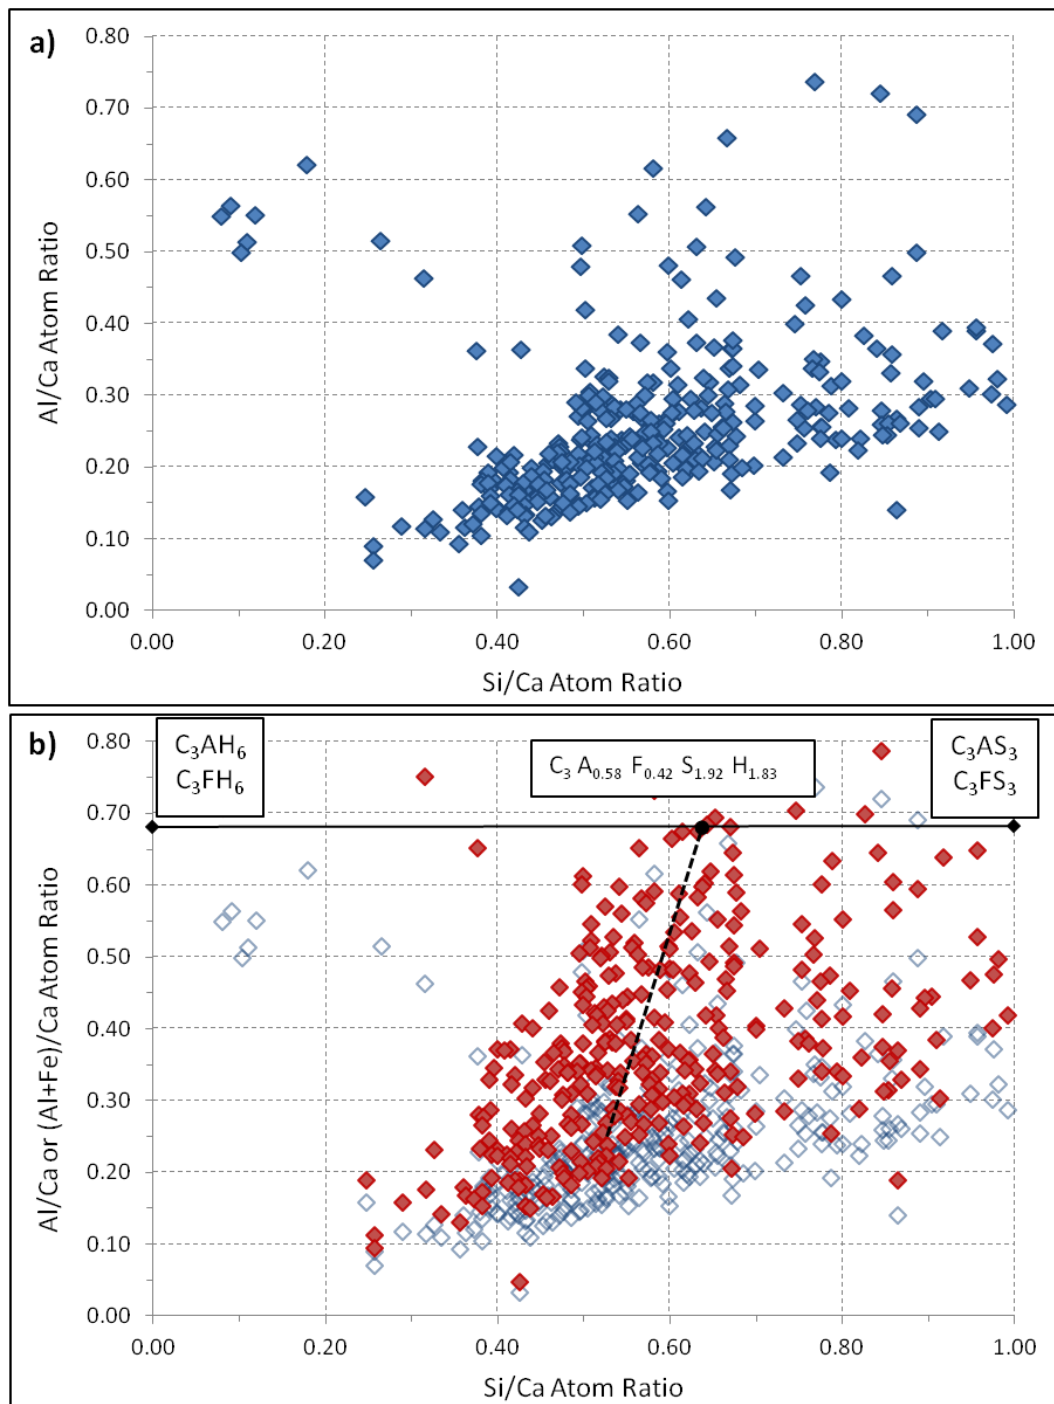 a)
0.80
0.70
0.60
0.50
0.40
0.30
0.20
0.10
0.00
Al/Ca Atom Ratio
0.00 0.20 0.40 0.60 0.80 1.00
Si/Ca Atom Ratio
b)
0.80
0.70
0.60
0.50
0.40
0.30
0.20
0.10
0.00
Al/Ca or (Al+Fe)/Ca Atom Ratio
C₃AH₆
C₃FH₆
C₃ A₀.₅₈ F₀.₄₂ S₁.₉₂ H₁.₈₃
C₃AS₃
C₃FS₃
0.00 0.20 0.40 0.60 0.80 1.00
Si/Ca Atom Ratio